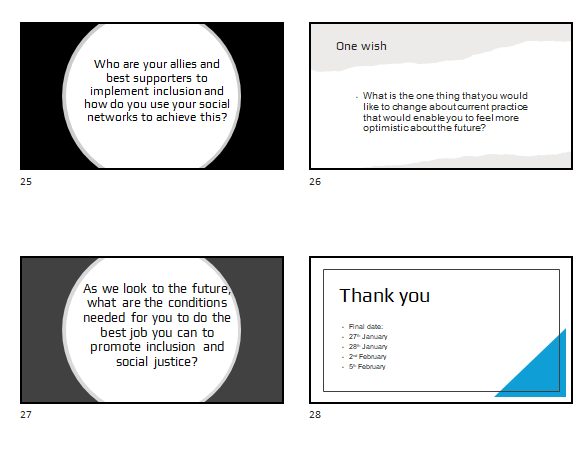 Who are your allies and
best supporters to
implement inclusion and
how do you use your social
networks to achieve this?
25
One wish
- What is the one thing that you would
like to change about current practice
that would enable you to feel more
optimistic about the future?
26
As we look to the future,
what are the conditions
needed for you to do the
best job you can to
promote inclusion and
social justice?
27
Thank you
- Final date:
- 27th January
- 28th January
- 2nd February
- 5th February
28